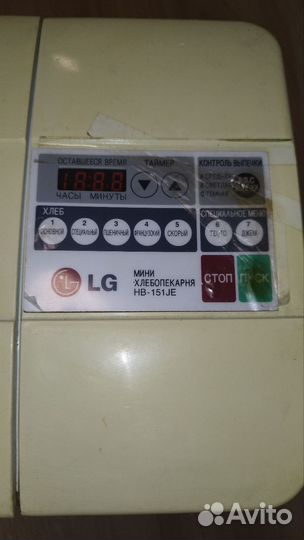 ОСТАВШЕЕСЯ ВРЕМЯ ТАЙМЕР КОНТРОЛЬ ВЫПЕЧКИ
ЧАСЫ МИНУТЫ
ХЛЕБ СПЕЦИАЛЬНОЕ МЕНЮ
1 2 3 4 5 6 7
ОСНОВНОЙ СПЕЦИАЛЬНЫЙ ПШЕНИЧНЫЙ ФРАНЦУЗСКИЙ СКОРЫЙ ТЕСТО ДЖЕМ
LG
МИНИ
ХЛЕБОПЕКАРНЯ
HB-151JE
СТОП ПУСК
Avito